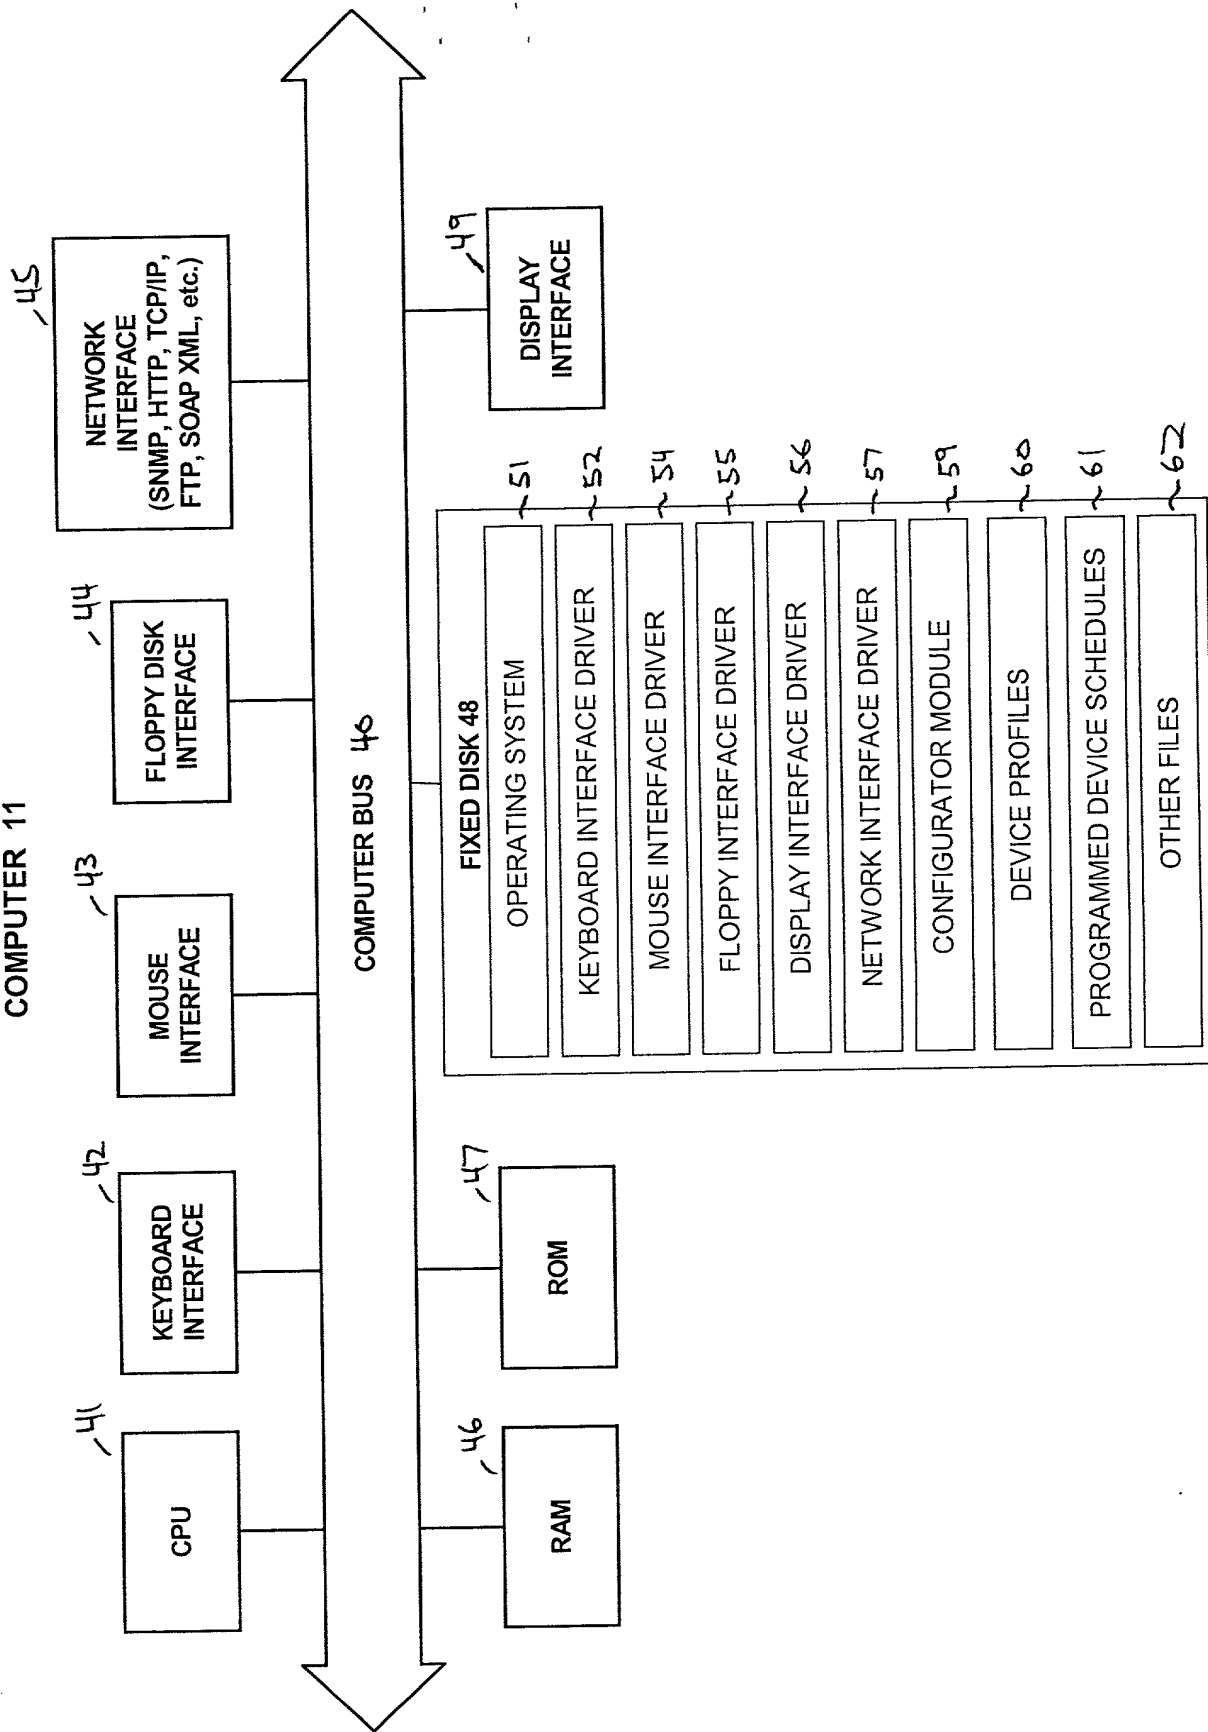 COMPUTER 11
41
CPU
42
KEYBOARD
INTERFACE
43
MOUSE
INTERFACE
44
FLOPPY DISK
INTERFACE
45
NETWORK
INTERFACE
(SNMP, HTTP, TCP/IP,
FTP, SOAP XML, etc.)
COMPUTER BUS 40
46
RAM
47
ROM
FIXED DISK 48
OPERATING SYSTEM 51
KEYBOARD INTERFACE DRIVER 52
MOUSE INTERFACE DRIVER 54
FLOPPY INTERFACE DRIVER 55
DISPLAY INTERFACE DRIVER 56
NETWORK INTERFACE DRIVER 57
CONFIGURATOR MODULE 59
DEVICE PROFILES 60
PROGRAMMED DEVICE SCHEDULES 61
OTHER FILES 62
49
DISPLAY
INTERFACE